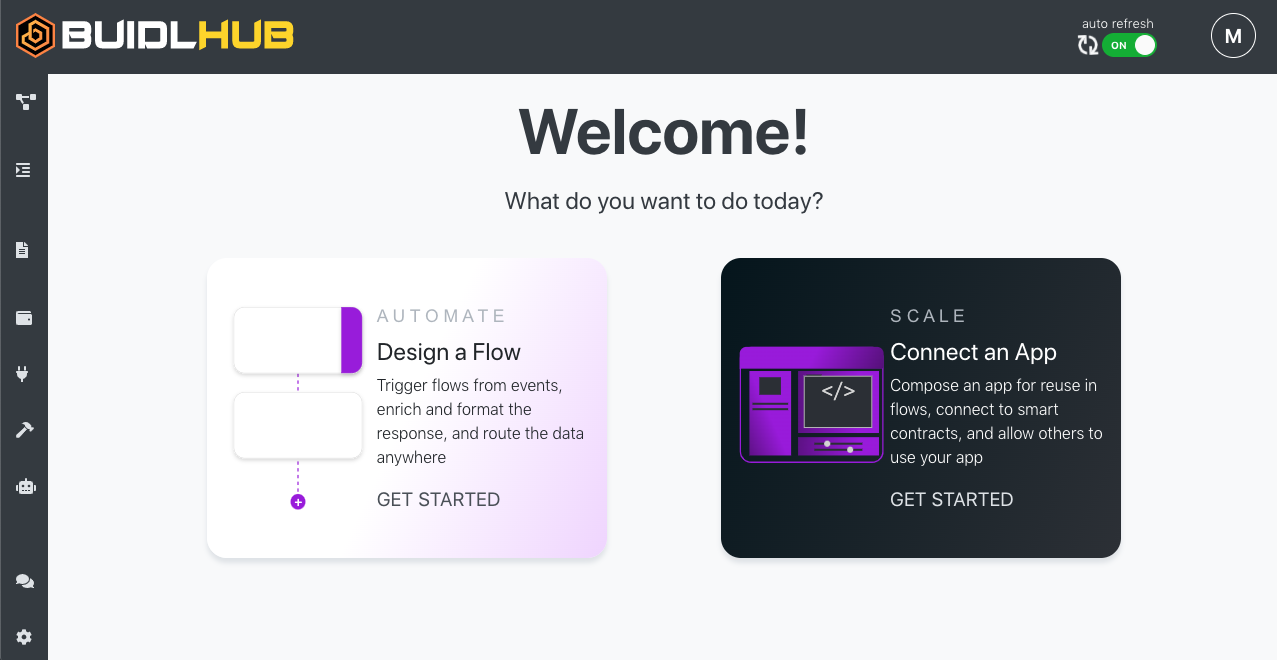 BUIDLHUB
auto refresh
ON
M
Welcome!
What do you want to do today?
AUTOMATE
Design a Flow
Trigger flows from events,
enrich and format the
response, and route the data
anywhere
GET STARTED
</>
SCALE
Connect an App
Compose an app for reuse in
flows, connect to smart
contracts, and allow others to
use your app
GET STARTED